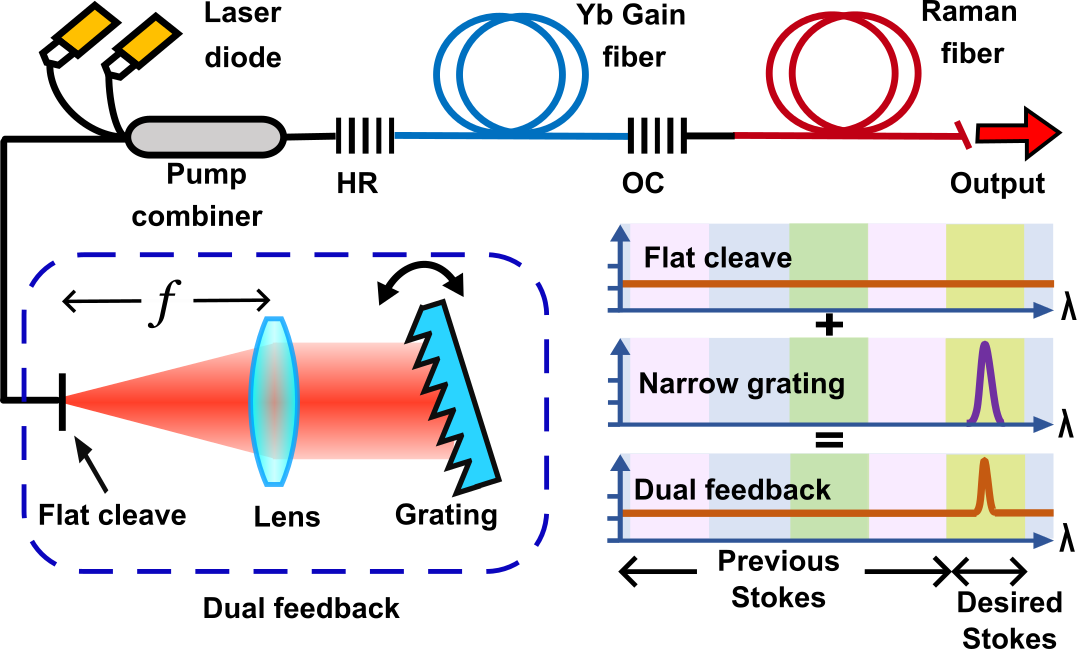 Laser
diode
Yb Gain
fiber
Raman
fiber
Pump
combiner
HR
OC
Output
f
Flat cleave
Lens
Grating
Dual feedback
Flat cleave
λ
+
Narrow grating
λ
=
Dual feedback
λ
Previous
Stokes
Desired
Stokes